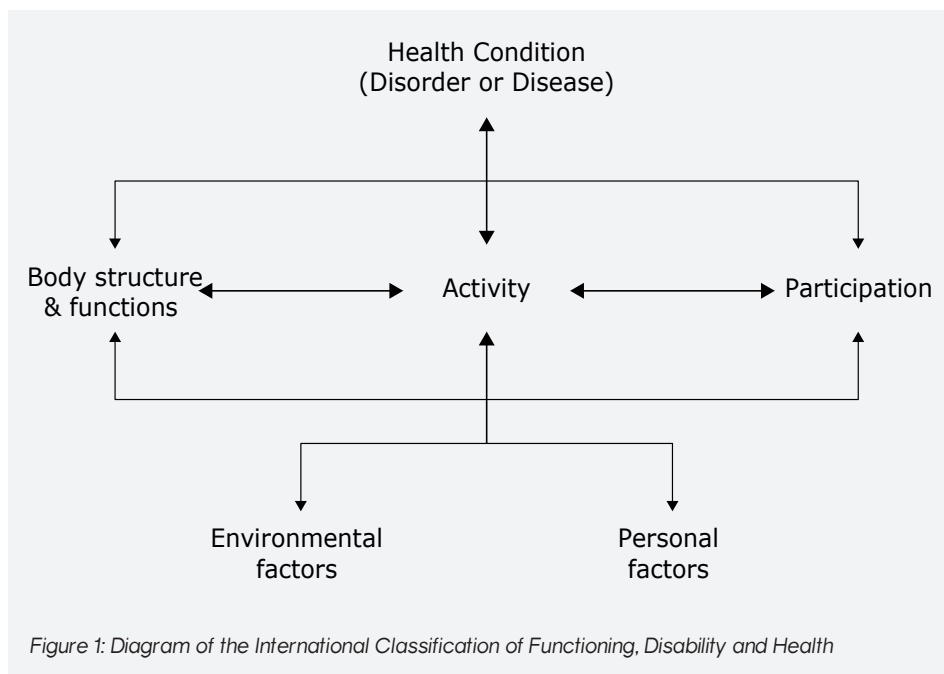 Health Condition
(Disorder or Disease)
Body structure
& functions
Activity
Participation
Environmental
factors
Personal
factors
Figure 1: Diagram of the International Classification of Functioning, Disability and Health